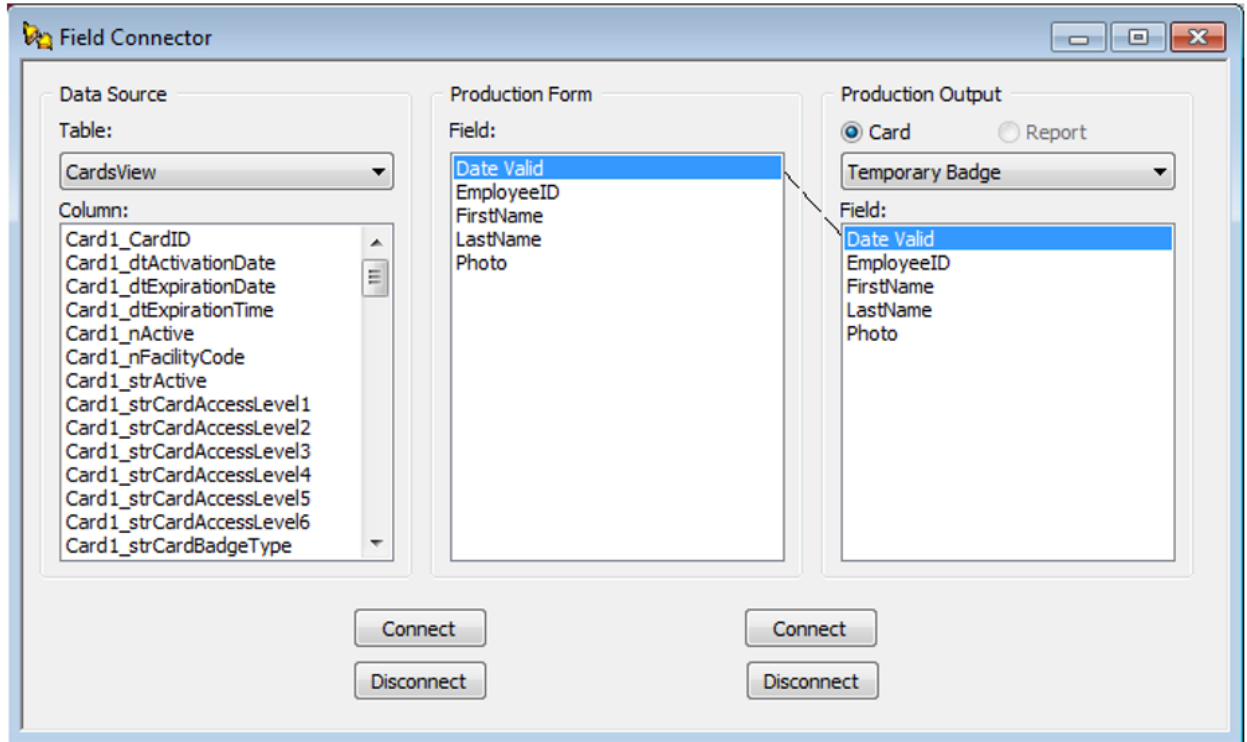 Field Connector
Data Source
Table:
CardsView
Column:
Card1_CardID
Card1_dtActivationDate
Card1_dtExpirationDate
Card1_dtExpirationTime
Card1_nActive
Card1_nFacilityCode
Card1_strActive
Card1_strCardAccessLevel1
Card1_strCardAccessLevel2
Card1_strCardAccessLevel3
Card1_strCardAccessLevel4
Card1_strCardAccessLevel5
Card1_strCardAccessLevel6
Card1_strCardBadgeType
Production Form
Field:
Date Valid
EmployeeID
FirstName
LastName
Photo
Production Output
Card Report
Temporary Badge
Field:
Date Valid
EmployeeID
FirstName
LastName
Photo
Connect
Disconnect
Connect
Disconnect